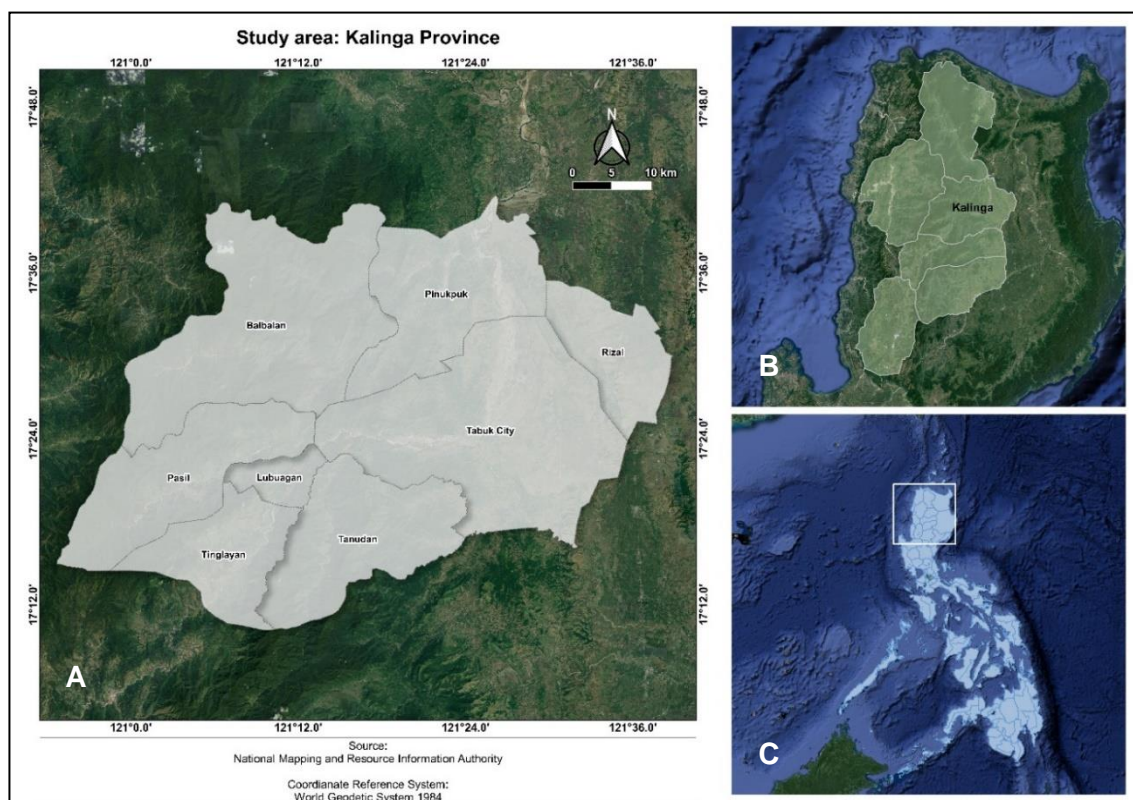 Study area: Kalinga Province
121°0.0' 121°12.0' 121°24.0' 121°36.0'
17°48.0' 17°48.0'
N
0 5 10 km
17°36.0' 17°36.0'
Pinukpuk
Balbalan
Rizal
17°24.0' 17°24.0'
Tabuk City
Pasil
Lubuagan
Tanudan
Tinglayan
17°12.0' 17°12.0'
A
121°0.0' 121°12.0' 121°24.0' 121°36.0'
Source:
National Mapping and Resource Information Authority
Coordianate Reference System:
World Geodetic System 1984
Kalinga
B
C